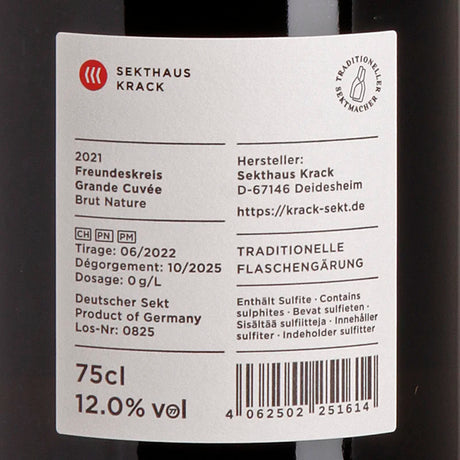 SEKTHAUS
KRACK
TRADITIONELLER
SEKTMACHER
2021
Freundeskreis
Grande Cuvée
Brut Nature
CH PN PM
Tirage: 06/2022
Dégorgement: 10/2025
Dosage: 0 g/L
Deutscher Sekt
Product of Germany
Los-Nr: 0825
75cl
12.0% vol
Hersteller:
Sekthaus Krack
D-67146 Deidesheim
https://krack-sekt.de
TRADITIONELLE
FLASCHENGÄRUNG
Enthält Sulfite · Contains
sulphites · Bevat sulfieten ·
Sisältää sulfiitteja · Innehåller
sulfiter · Indeholder sulfitter
4 062502 251614